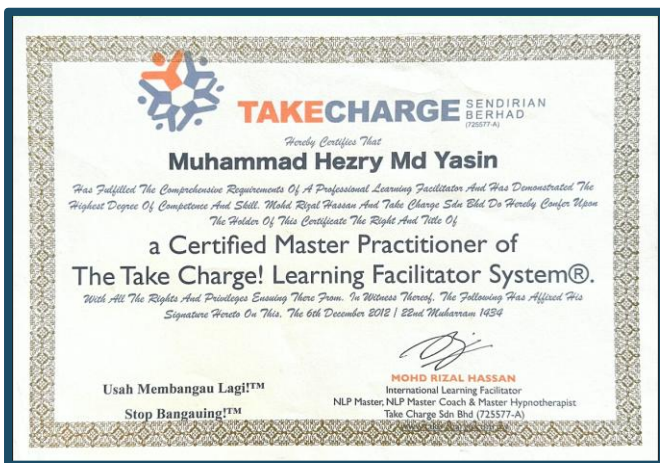 TAKECHARGE SENDIRIAN
BERHAD
(725577-A)
Hereby Certifies That
Muhammad Hezry Md Yasin
Has Fulfilled The Comprehensive Requirements Of A Professional Learning Facilitator And Has Demonstrated The
Highest Degree Of Competence And Skill. Mohd Rizal Hassan And Take Charge Sdn Bhd Do Hereby Confer Upon
The Holder Of This Certificate The Right And Title Of
a Certified Master Practitioner of
The Take Charge! Learning Facilitator System®.
With All The Rights And Privileges Ensuing There From. In Witness Thereof, The Following Has Affixed His
Signature Hereto On This, The 6th December 2012 | 22nd Muharram 1434
MOHD RIZAL HASSAN
International Learning Facilitator
NLP Master, NLP Master Coach & Master Hypnotherapist
Take Charge Sdn Bhd (725577-A)
Usah Membangau Lagi!™
Stop Bangauing!™